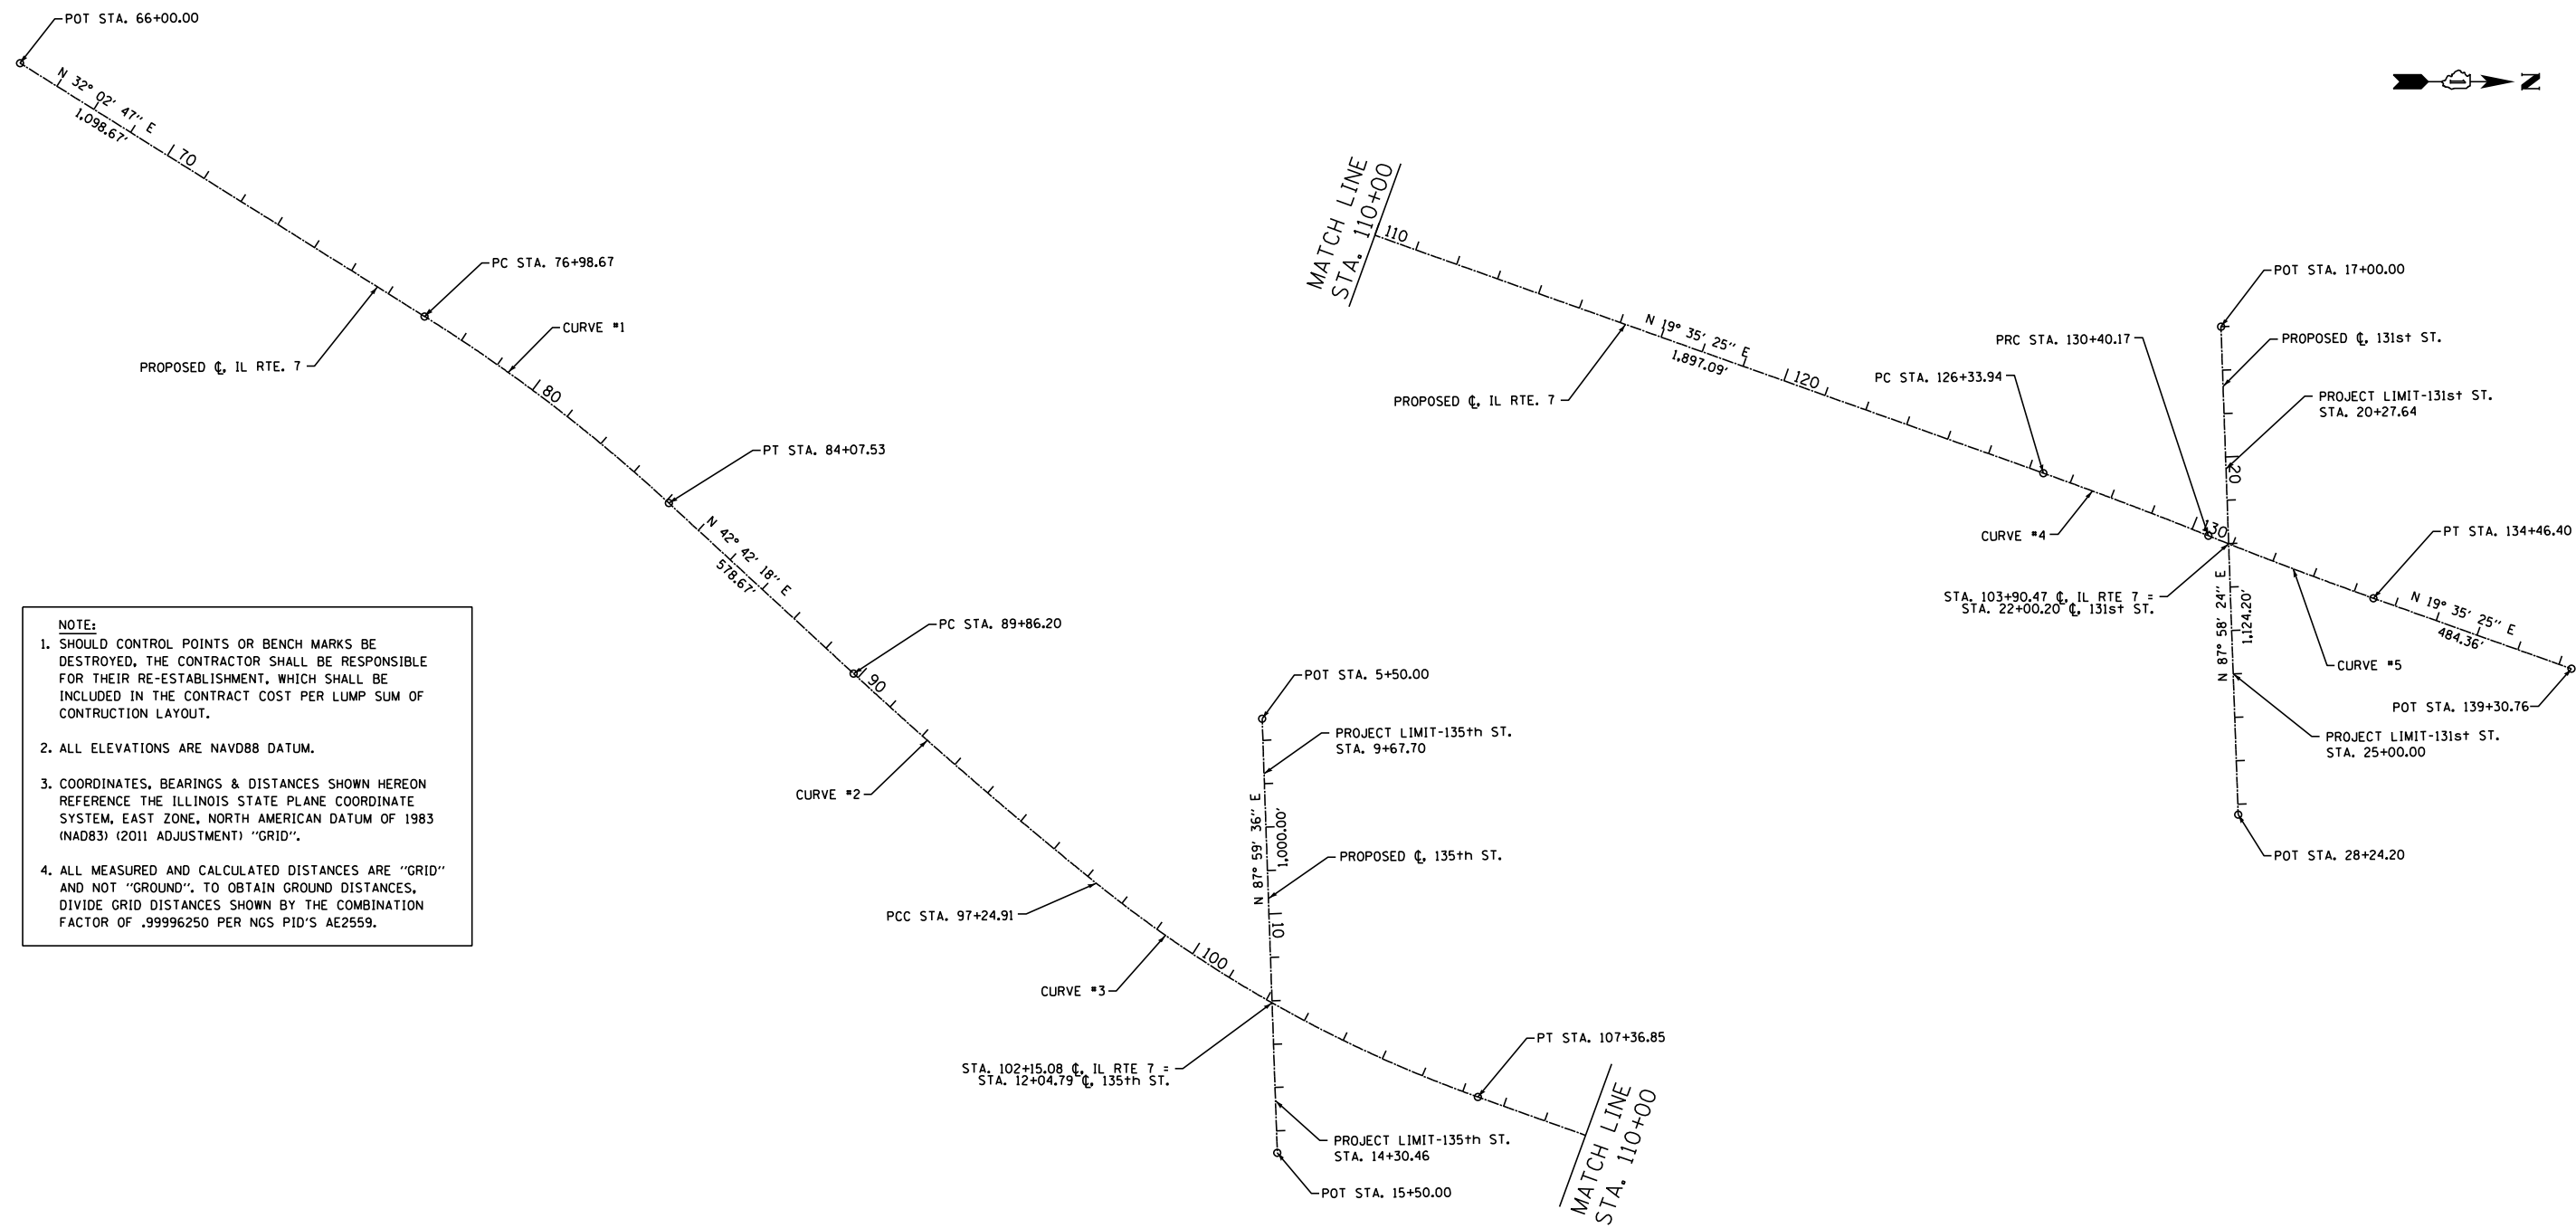 POT STA. 66+00.00
N 32° 02' 47" E
1,098.67'
70
PC STA. 76+98.67
CURVE #1
PROPOSED ℄, IL RTE. 7
80
PT STA. 84+07.53
N 42° 42' 18" E
578.67'
PC STA. 89+86.20
90
CURVE #2
PCC STA. 97+24.91
CURVE #3
100
STA. 102+15.08 ℄, IL RTE 7 =
STA. 12+04.79 ℄, 135th ST.
POT STA. 5+50.00
PROJECT LIMIT-135th ST.
STA. 9+67.70
N 87° 59' 36" E
1,000.00'
PROPOSED ℄, 135th ST.
10
PT STA. 107+36.85
PROJECT LIMIT-135th ST.
STA. 14+30.46
POT STA. 15+50.00
MATCH LINE
STA. 110+00
NOTE:
1. SHOULD CONTROL POINTS OR BENCH MARKS BE
DESTROYED, THE CONTRACTOR SHALL BE RESPONSIBLE
FOR THEIR RE-ESTABLISHMENT, WHICH SHALL BE
INCLUDED IN THE CONTRACT COST PER LUMP SUM OF
CONTRUCTION LAYOUT.
2. ALL ELEVATIONS ARE NAVD88 DATUM.
3. COORDINATES, BEARINGS & DISTANCES SHOWN HEREON
REFERENCE THE ILLINOIS STATE PLANE COORDINATE
SYSTEM, EAST ZONE, NORTH AMERICAN DATUM OF 1983
(NAD83) (2011 ADJUSTMENT) "GRID".
4. ALL MEASURED AND CALCULATED DISTANCES ARE "GRID"
AND NOT "GROUND". TO OBTAIN GROUND DISTANCES,
DIVIDE GRID DISTANCES SHOWN BY THE COMBINATION
FACTOR OF .99996250 PER NGS PID'S AE2559.
N
MATCH LINE
STA. 110+00
110
PROPOSED ℄, IL RTE. 7
N 19° 35' 25" E
1,897.09'
120
PC STA. 126+33.94
PRC STA. 130+40.17
CURVE #4
130
STA. 103+90.47 ℄, IL RTE 7 =
STA. 22+00.20 ℄, 131st ST.
POT STA. 17+00.00
PROPOSED ℄, 131st ST.
PROJECT LIMIT-131st ST.
STA. 20+27.64
20
PT STA. 134+46.40
N 19° 35' 25" E
484.36'
N 87° 58' 24" E
1,124.20'
CURVE #5
POT STA. 139+30.76
PROJECT LIMIT-131st ST.
STA. 25+00.00
POT STA. 28+24.20